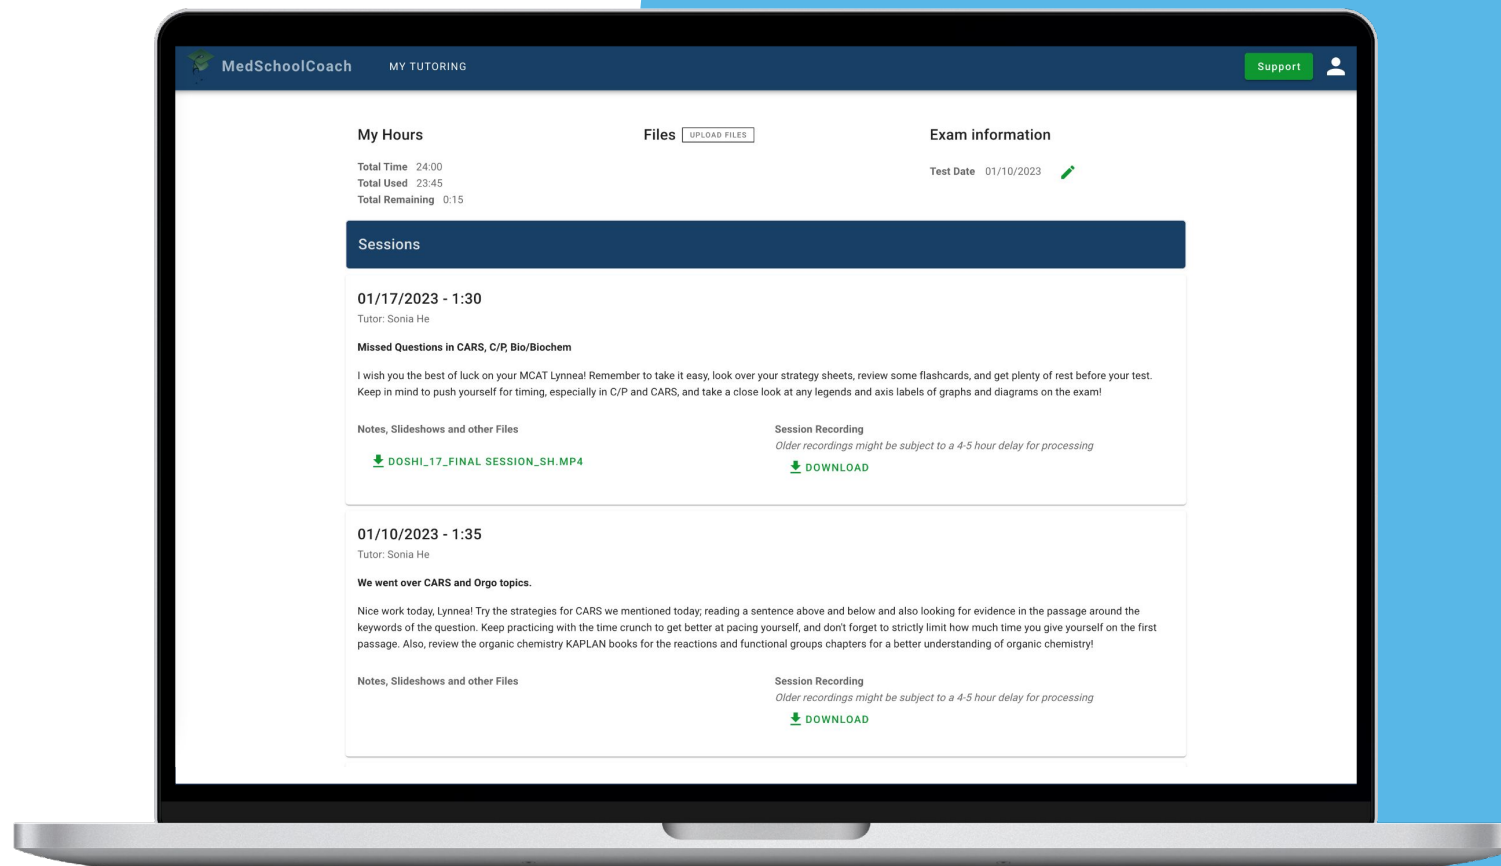 MedSchoolCoach
MY TUTORING
Support
My Hours
Total Time 24:00
Total Used 23:45
Total Remaining 0:15
Files UPLOAD FILES
Exam information
Test Date 01/10/2023
Sessions
01/17/2023 - 1:30
Tutor: Sonia He
Missed Questions in CARS, C/P, Bio/Biochem
I wish you the best of luck on your MCAT Lynnea! Remember to take it easy, look over your strategy sheets, review some flashcards, and get plenty of rest before your test.
Keep in mind to push yourself for timing, especially in C/P and CARS, and take a close look at any legends and axis labels of graphs and diagrams on the exam!
Notes, Slideshows and other Files
DOSHI_17_FINAL SESSION_SH.MP4
Session Recording
Older recordings might be subject to a 4-5 hour delay for processing
DOWNLOAD
01/10/2023 - 1:35
Tutor: Sonia He
We went over CARS and Orgo topics.
Nice work today, Lynnea! Try the strategies for CARS we mentioned today; reading a sentence above and below and also looking for evidence in the passage around the
keywords of the question. Keep practicing with the time crunch to get better at pacing yourself, and don't forget to strictly limit how much time you give yourself on the first
passage. Also, review the organic chemistry KAPLAN books for the reactions and functional groups chapters for a better understanding of organic chemistry!
Notes, Slideshows and other Files
Session Recording
Older recordings might be subject to a 4-5 hour delay for processing
DOWNLOAD